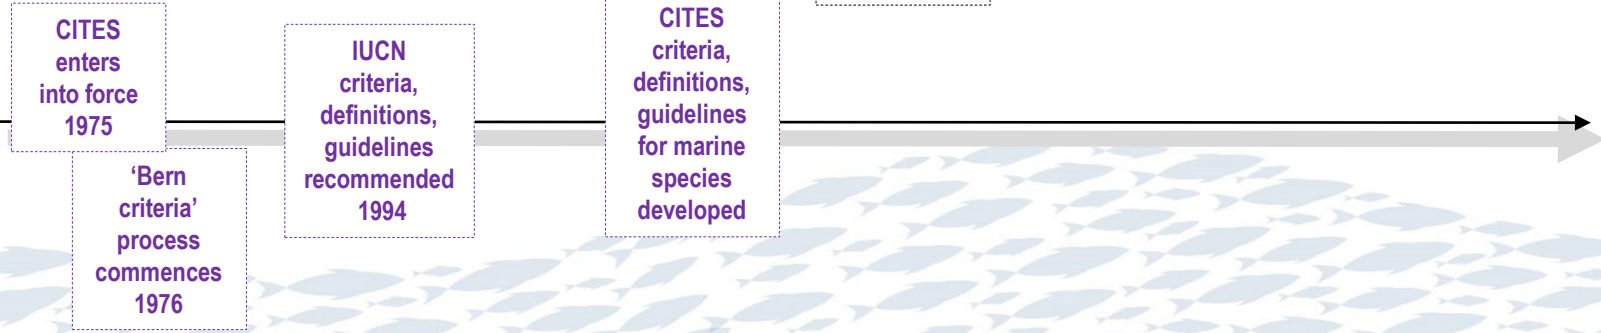 CITES
enters
into force
1975
‘Bern
criteria’
process
commences
1976
IUCN
criteria,
definitions,
guidelines
recommended
1994
CITES
criteria,
definitions,
guidelines
for marine
species
developed